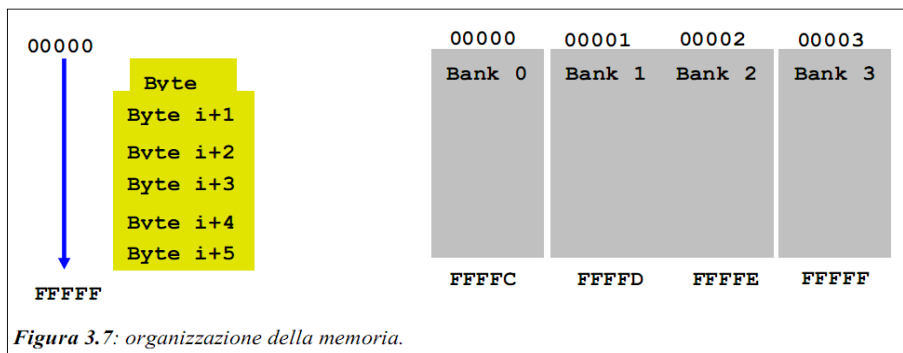 00000
Byte
Byte i+1
Byte i+2
Byte i+3
Byte i+4
Byte i+5
FFFFF
00000 00001 00002 00003
Bank 0 Bank 1 Bank 2 Bank 3
FFFFC FFFFD FFFFE FFFFF
Figura 3.7: organizzazione della memoria.